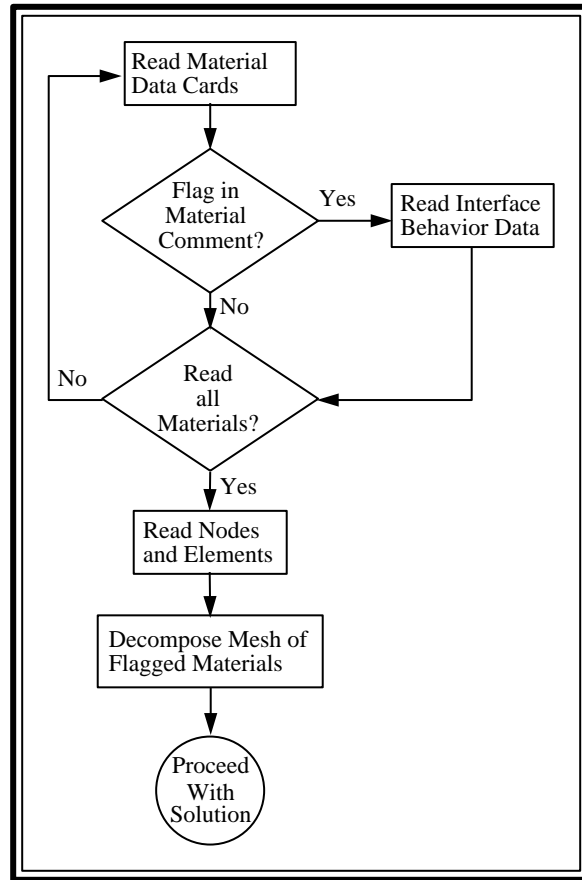 Read Material
Data Cards
Flag in
Material
Comment?
Yes
Read Interface
Behavior Data
No
Read
all
Materials?
No
Yes
Read Nodes
and Elements
Decompose Mesh of
Flagged Materials
Proceed
With
Solution